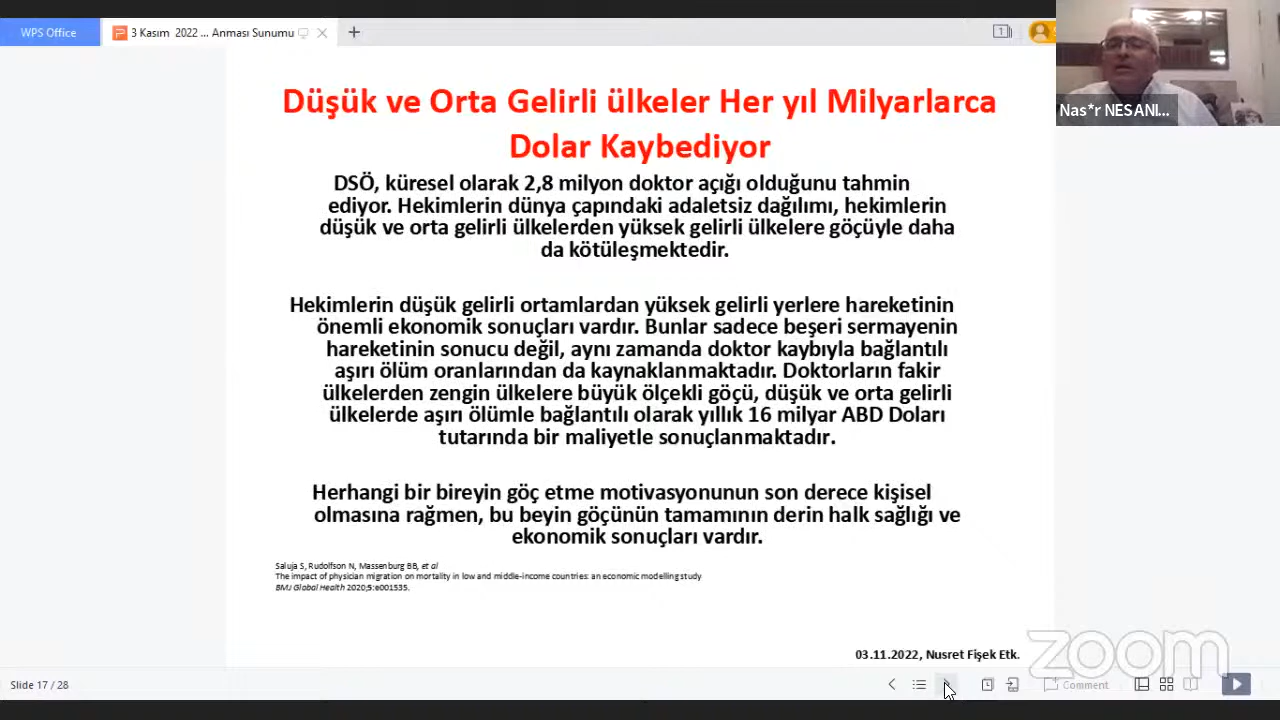 WPS Office
3 Kasım 2022 ... Anması Sunumu
1
Nas*r NESANI...
Düşük ve Orta Gelirli ülkeler Her yıl Milyarlarca
Dolar Kaybediyor
DSÖ, küresel olarak 2,8 milyon doktor açığı olduğunu tahmin
ediyor. Hekimlerin dünya çapındaki adaletsiz dağılımı, hekimlerin
düşük ve orta gelirli ülkelerden yüksek gelirli ülkelere göçüyle daha
da kötüleşmektedir.
Hekimlerin düşük gelirli ortamlardan yüksek gelirli yerlere hareketinin
önemli ekonomik sonuçları vardır. Bunlar sadece beşeri sermayenin
hareketinin sonucu değil, aynı zamanda doktor kaybıyla bağlantılı
aşırı ölüm oranlarından da kaynaklanmaktadır. Doktorların fakir
ülkelerden zengin ülkelere büyük ölçekli göçü, düşük ve orta gelirli
ülkelerde aşırı ölümle bağlantılı olarak yıllık 16 milyar ABD Doları
tutarında bir maliyetle sonuçlanmaktadır.
Herhangi bir bireyin göç etme motivasyonunun son derece kişisel
olmasına rağmen, bu beyin göçünün tamamının derin halk sağlığı ve
ekonomik sonuçları vardır.
Saluja S, Rudolfson N, Massenburg BB, et al
The impact of physician migration on mortality in low and middle-income countries: an economic modelling study
BMJ Global Health 2020;5:e001535.
03.11.2022, Nusret Fişek Etk.
zoom
Slide 17 / 28
Comment